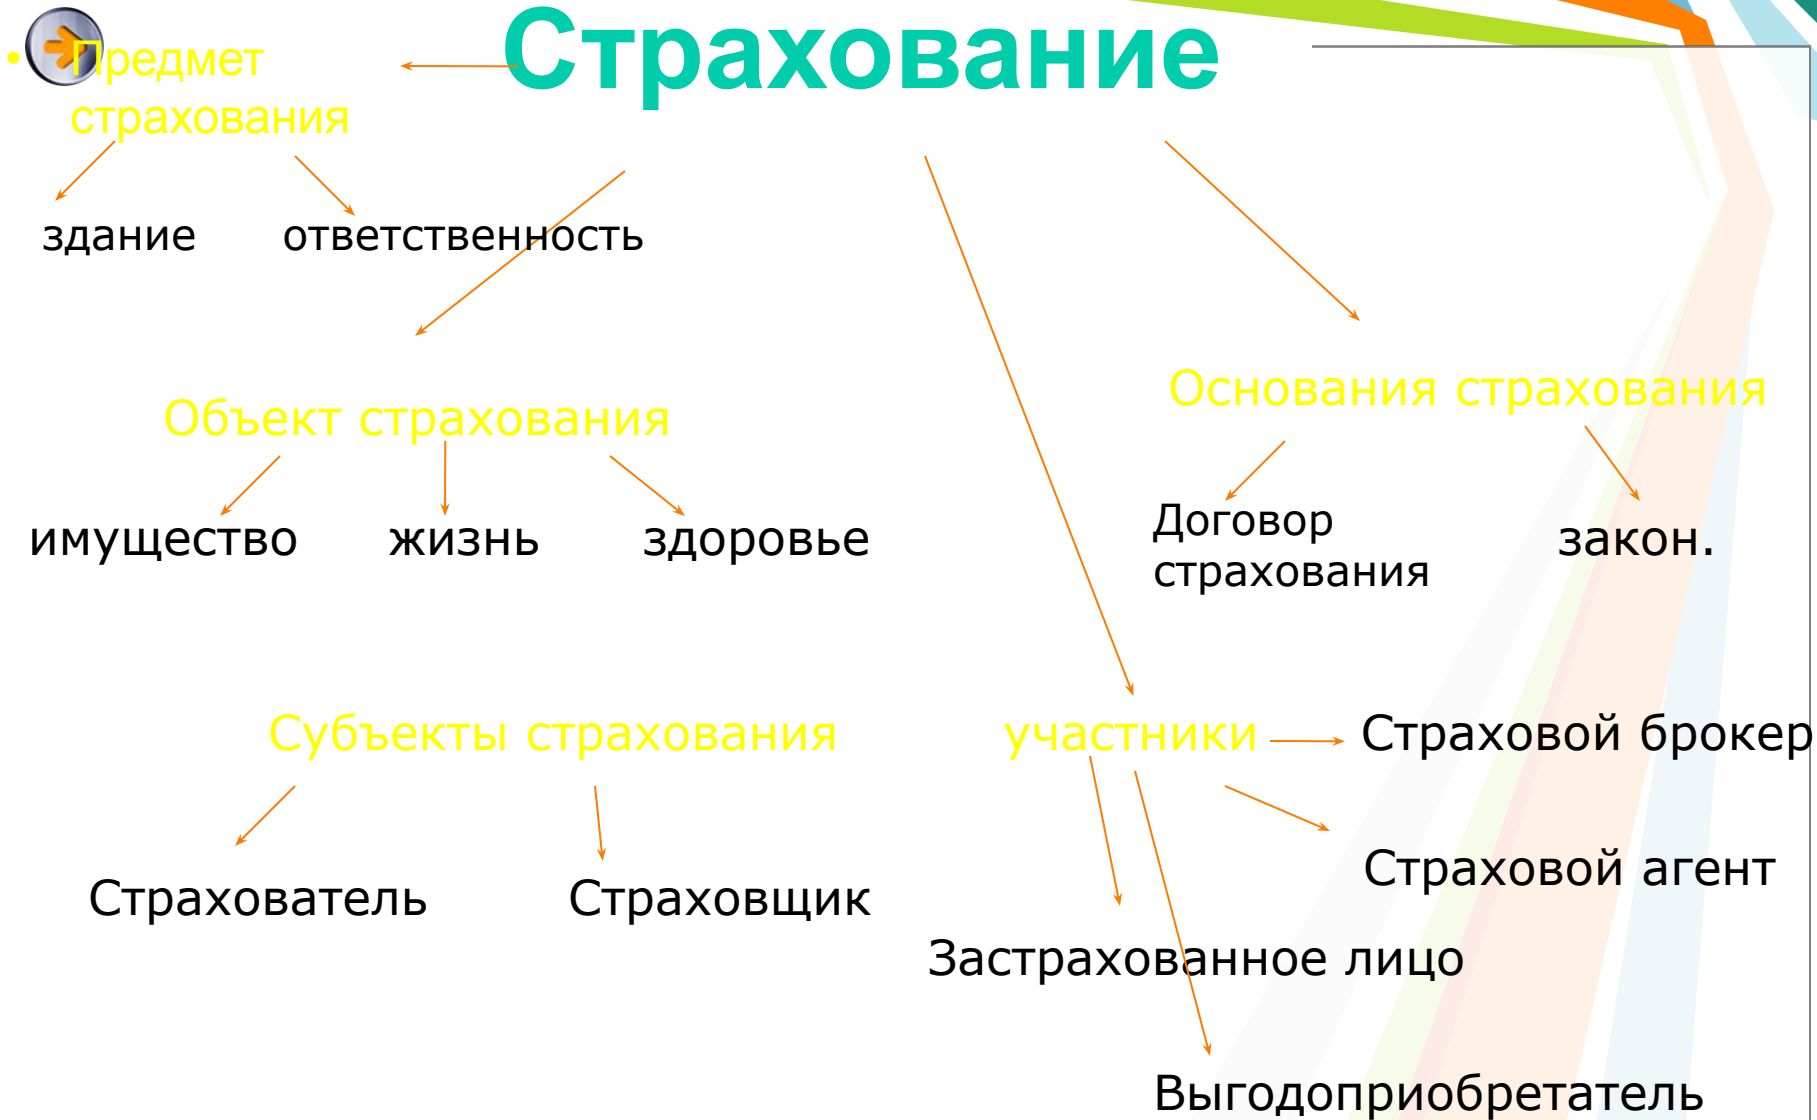 Страхование
• Предмет
страхования
здание
ответственность
Объект страхования
Основания страхования
имущество
жизнь
здоровье
Договор
страхования
закон.
Субъекты страхования
участники
Страховой брокер
Страхователь
Страховщик
Страховой агент
Застрахованное лицо
Выгодоприобретатель